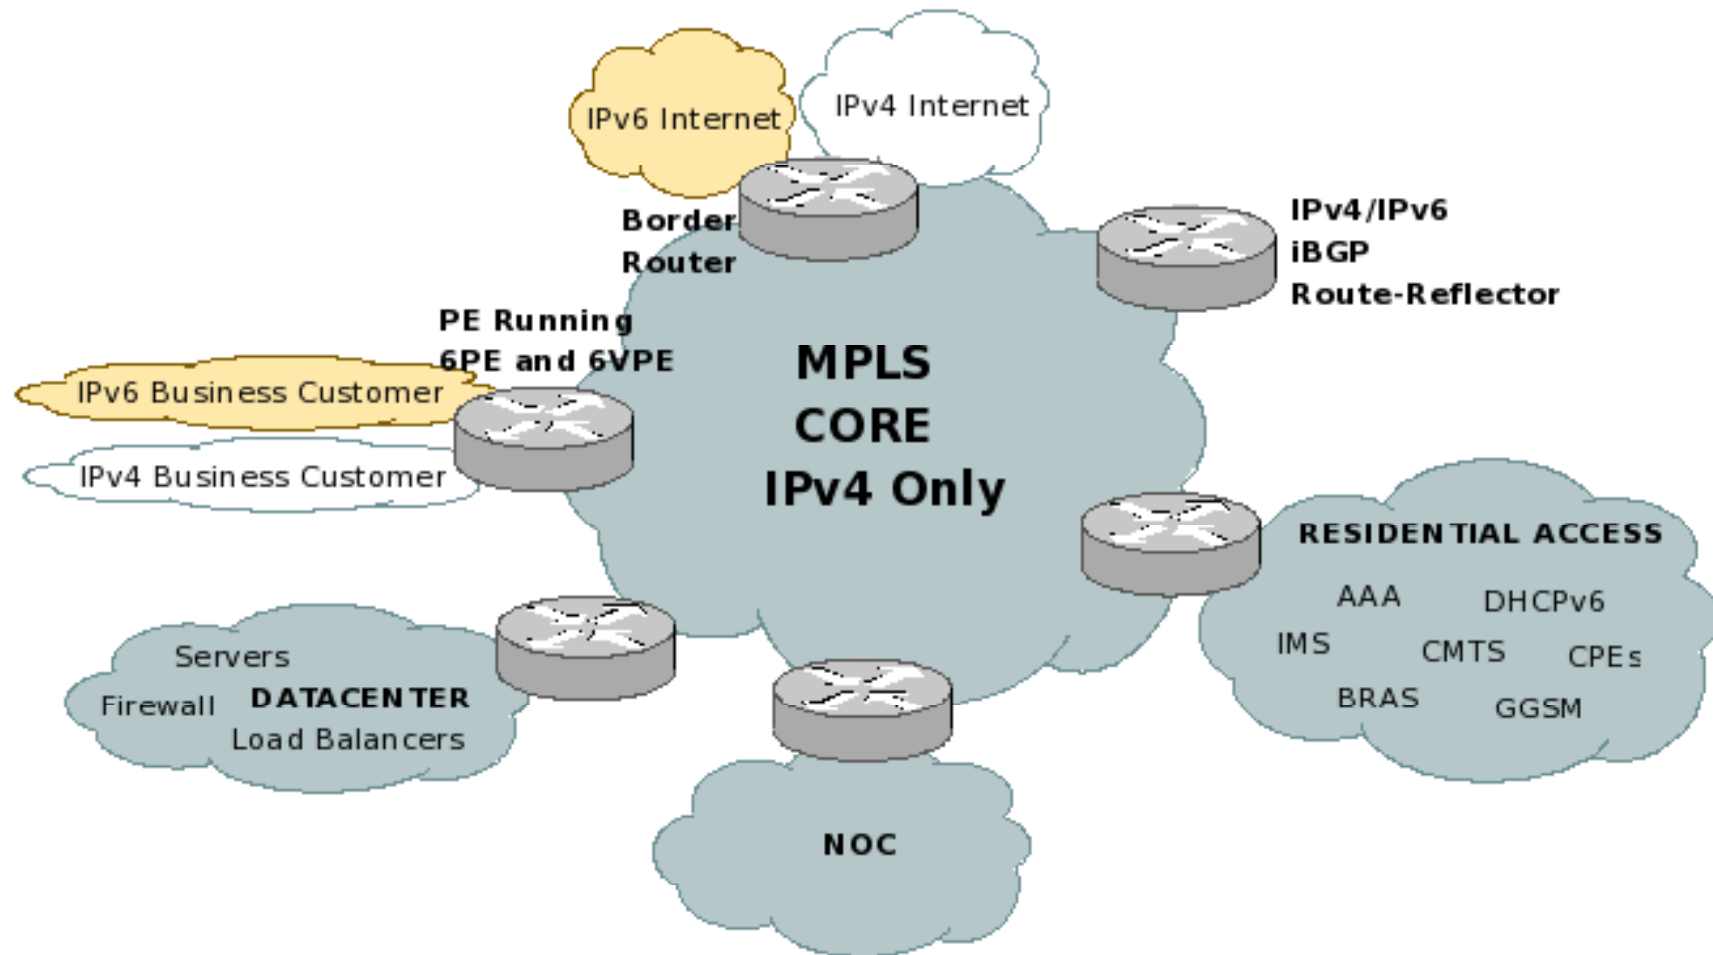 IPv6 Internet
IPv4 Internet
Border
Router
IPv4/IPv6
iBGP
Route-Reflector
PE Running
6PE and 6VPE
IPv6 Business Customer
IPv4 Business Customer
MPLS
CORE
IPv4 Only
RESIDENTIAL ACCESS
AAA
DHCPv6
IMS
CMTS
CPEs
BRAS
GGSM
Servers
Firewall
DATACENTER
Load Balancers
NOC